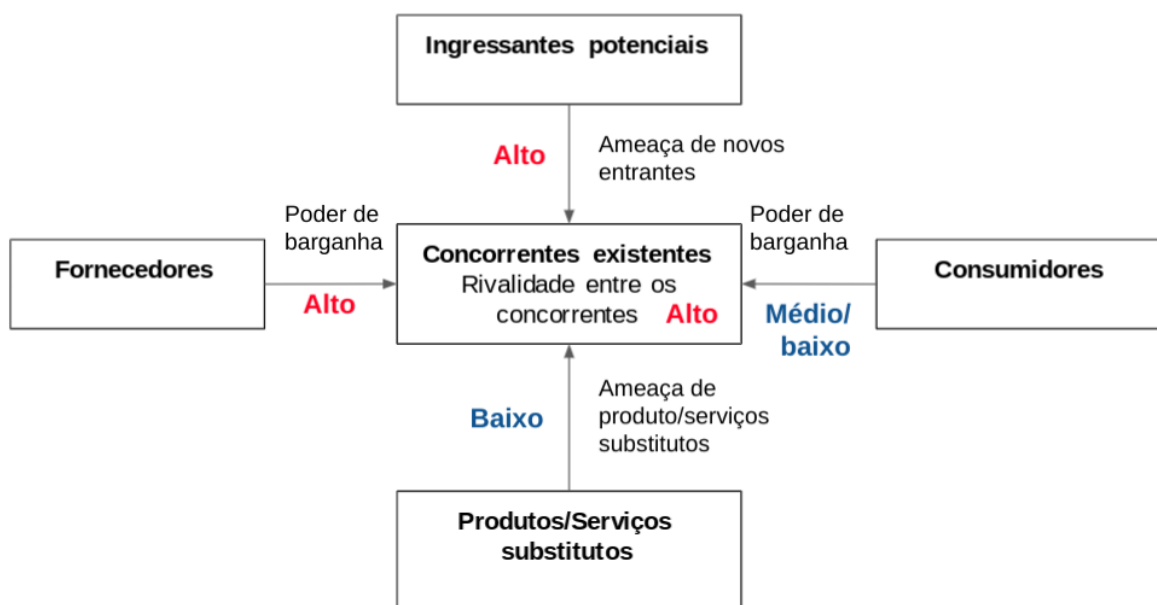 Ingressantes potenciais
Alto
Ameaça de novos
entrantes
Poder de
barganha
Fornecedores
Alto
Concorrentes existentes
Rivalidade entre os
concorrentes Alto
Poder de
barganha
Consumidores
Médio/
baixo
Baixo
Ameaça de
produto/serviços
substitutos
Produtos/Serviços
substitutos